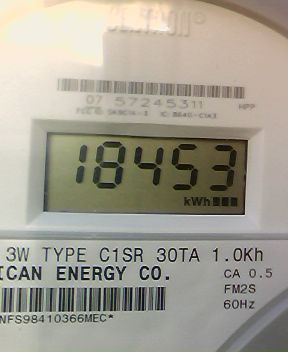 07 57245311
HPP
18453
kWh
3W TYPE C1SR 30TA 1.0Kh
ICAN ENERGY CO.
CA 0.5
FM2S
60Hz
NFS98410366MEC*